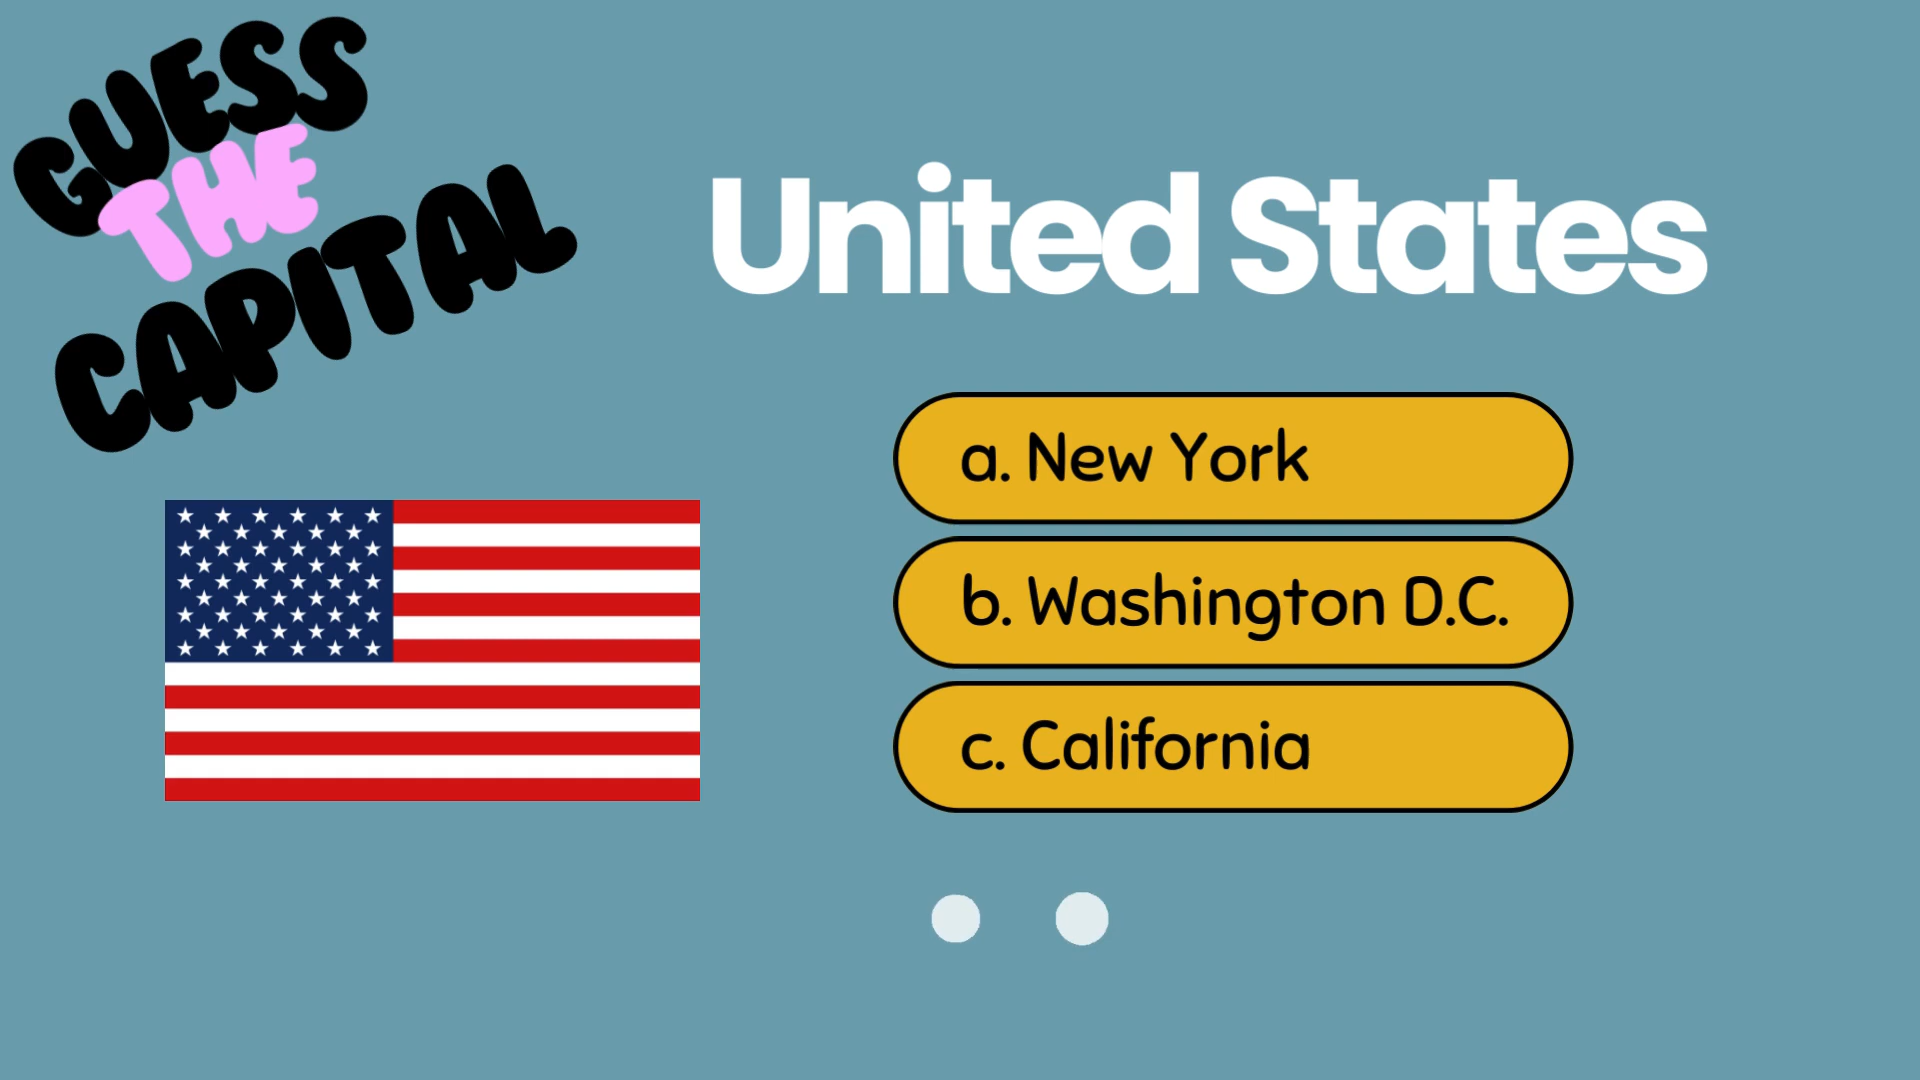 GUESS
THE
CAPITAL
United States
a. New York
b. Washington D.C.
c. California